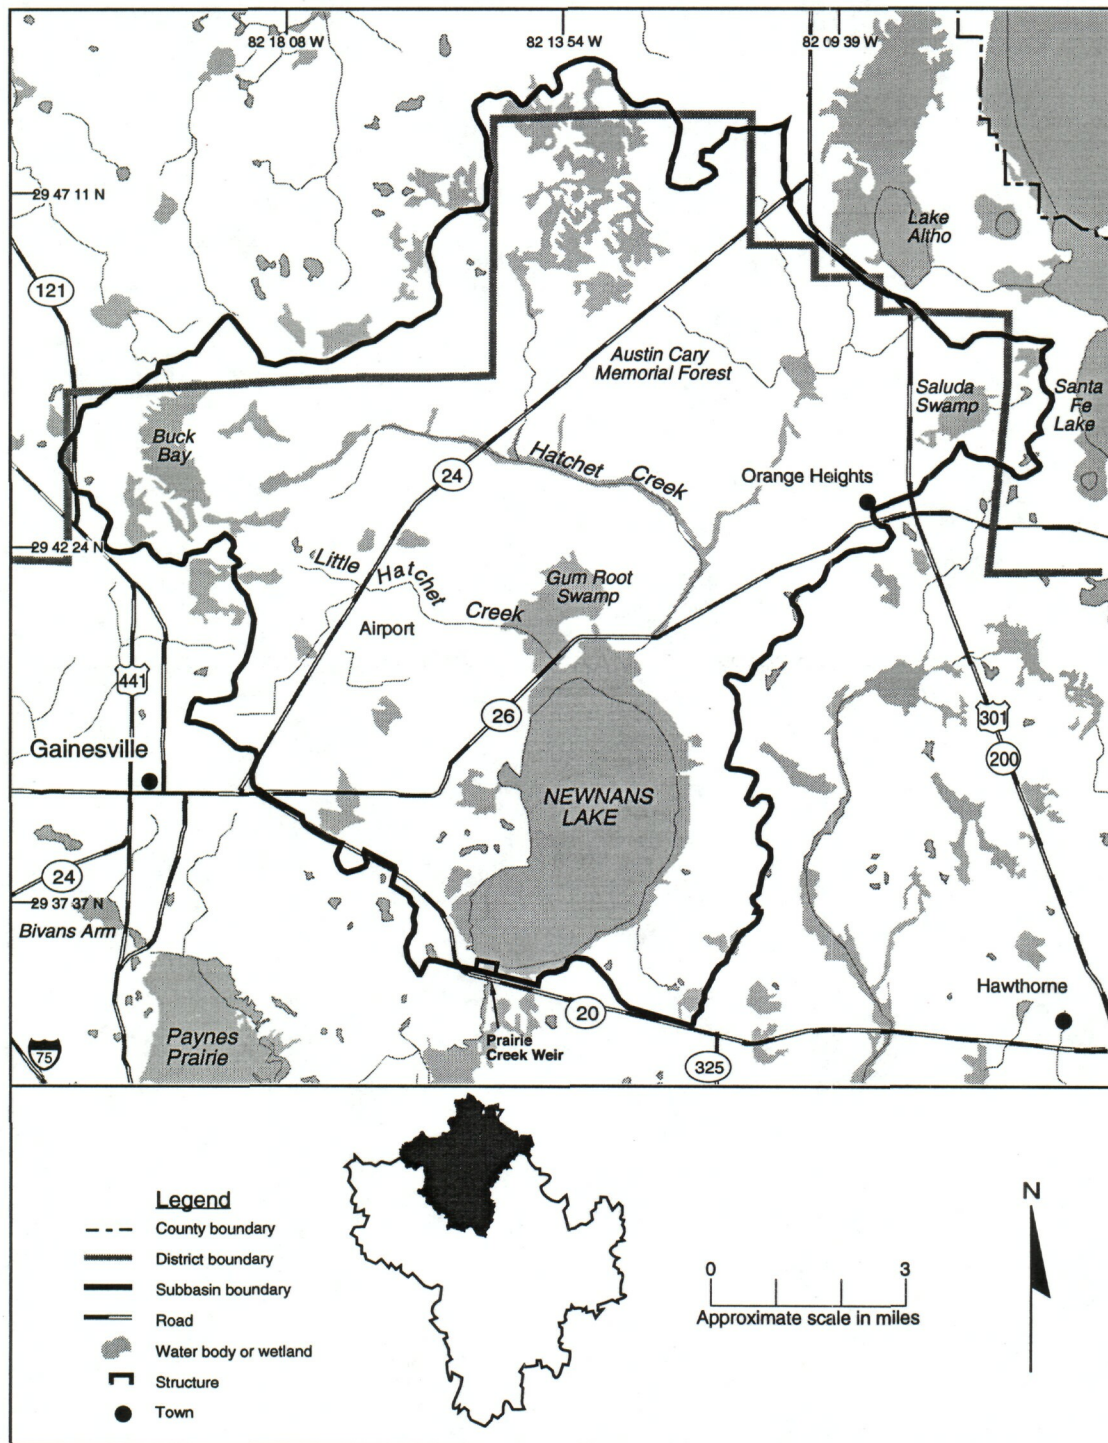 82 18 08 W
82 13 54 W
82 09 39 W
29 47 11 N
Lake
Altho
121
Austin Cary
Memorial Forest
Saluda
Swamp
Santa
Fe
Lake
Buck
Bay
24
Hatchet Creek
Orange Heights
29 42 24 N
Little Hatchet Creek
Gum Root
Swamp
Airport
441
26
301
200
Gainesville
NEWNANS
LAKE
24
29 37 37 N
Bivans Arm
Hawthorne
20
Paynes
Prairie
Prairie
Creek Weir
75
325
Legend
County boundary
District boundary
Subbasin boundary
Road
Water body or wetland
Structure
Town
0 3
Approximate scale in miles
N